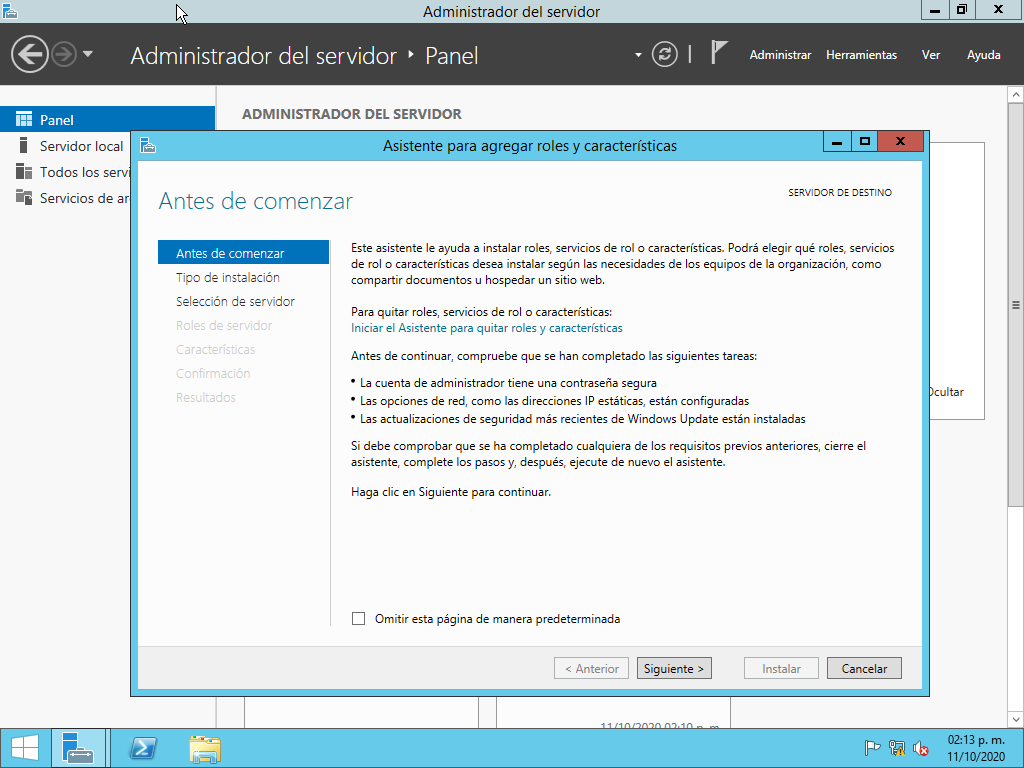 Administrador del servidor
Administrador del servidor ‣ Panel
Administrar Herramientas Ver Ayuda
Panel
Servidor local
Todos los servi
Servicios de ar
ADMINISTRADOR DEL SERVIDOR
Asistente para agregar roles y características
Antes de comenzar
SERVIDOR DE DESTINO
Antes de comenzar
Tipo de instalación
Selección de servidor
Roles de servidor
Características
Confirmación
Resultados
Este asistente le ayuda a instalar roles, servicios de rol o características. Podrá elegir qué roles, servicios
de rol o características desea instalar según las necesidades de los equipos de la organización, como
compartir documentos u hospedar un sitio web.
Para quitar roles, servicios de rol o características:
Iniciar el Asistente para quitar roles y características
Antes de continuar, compruebe que se han completado las siguientes tareas:
• La cuenta de administrador tiene una contraseña segura
• Las opciones de red, como las direcciones IP estáticas, están configuradas
• Las actualizaciones de seguridad más recientes de Windows Update están instaladas
Si debe comprobar que se ha completado cualquiera de los requisitos previos anteriores, cierre el
asistente, complete los pasos y, después, ejecute de nuevo el asistente.
Haga clic en Siguiente para continuar.
Omitir esta página de manera predeterminada
< Anterior Siguiente > Instalar Cancelar
Ocultar
11/10/2020 02:10 p. m.
02:13 p. m.
11/10/2020